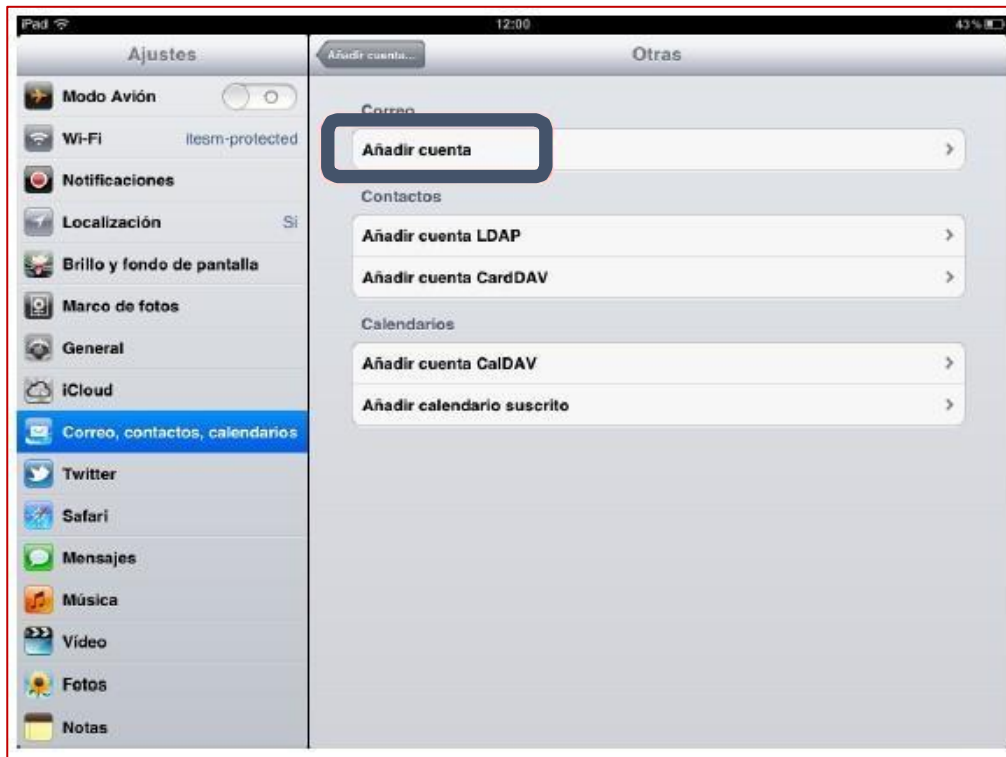 iPad 12:00 43%
Ajustes
Añadir cuenta... Otras
Modo Avión
Wi-Fi itesm-protected
Notificaciones
Localización Sí
Brillo y fondo de pantalla
Marco de fotos
General
iCloud
Correo, contactos, calendarios
Twitter
Safari
Mensajes
Música
Vídeo
Fotos
Notas
Correo
Añadir cuenta
Contactos
Añadir cuenta LDAP
Añadir cuenta CardDAV
Calendarios
Añadir cuenta CalDAV
Añadir calendario suscrito